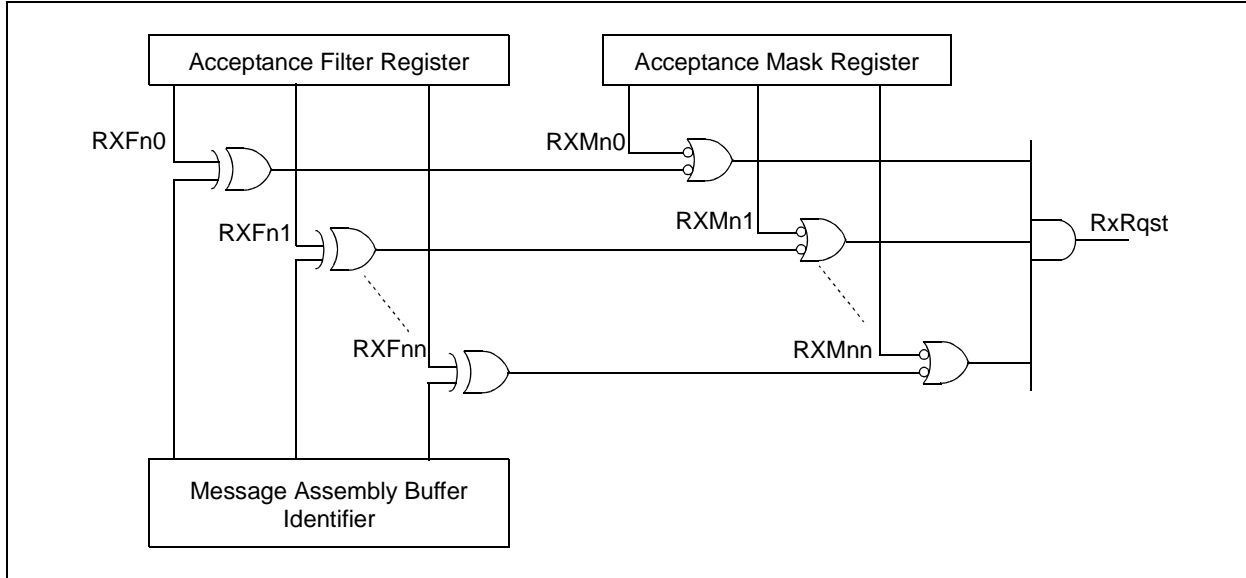 Acceptance Filter Register
Acceptance Mask Register
RXFn0
RXMn0
RXFn1
RXMn1
RxRqst
RXFnn
RXMnn
Message Assembly Buffer
Identifier